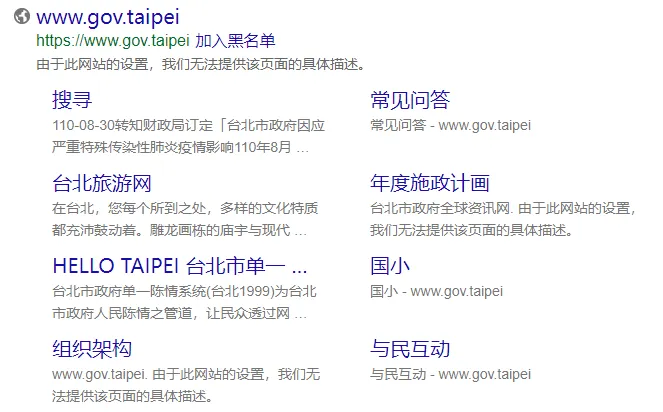 www.gov.taipei
https://www.gov.taipei 加入黑名单
由于此网站的设置，我们无法提供该页面的具体描述。
搜寻
110-08-30转知财政局订定「台北市政府因应
严重特殊传染性肺炎疫情影响110年8月 ...
常见问答
常见问答 - www.gov.taipei
台北旅游网
在台北，您每个所到之处，多样的文化特质
都充沛鼓动着。雕龙画栋的庙宇与现代 ...
年度施政计画
台北市政府全球资讯网. 由于此网站的设置，
我们无法提供该页面的具体描述。
HELLO TAIPEI 台北市单一 ...
台北市政府单一陈情系统(台北1999)为台北
市政府人民陈情之管道，让民众透过网 ...
国小
国小 - www.gov.taipei
组织架构
www.gov.taipei. 由于此网站的设置，我们无
法提供该页面的具体描述。
与民互动
与民互动 - www.gov.taipei